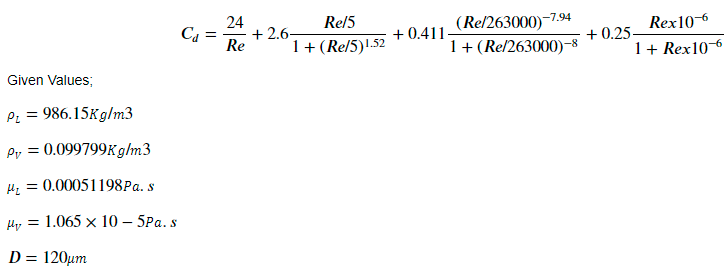 C_d = 24/Re + 2.6 (Re/5)/(1 + (Re/5)^1.52) + 0.411 ((Re/263000)^−7.94)/(1 + (Re/263000)^−8) + 0.25 (Rex10^−6)/(1 + Rex10^−6)
Given Values;
ρ_L = 986.15Kg/m3
ρ_V = 0.099799Kg/m3
μ_L = 0.00051198Pa.s
μ_V = 1.065 × 10 − 5Pa.s
D = 120μm